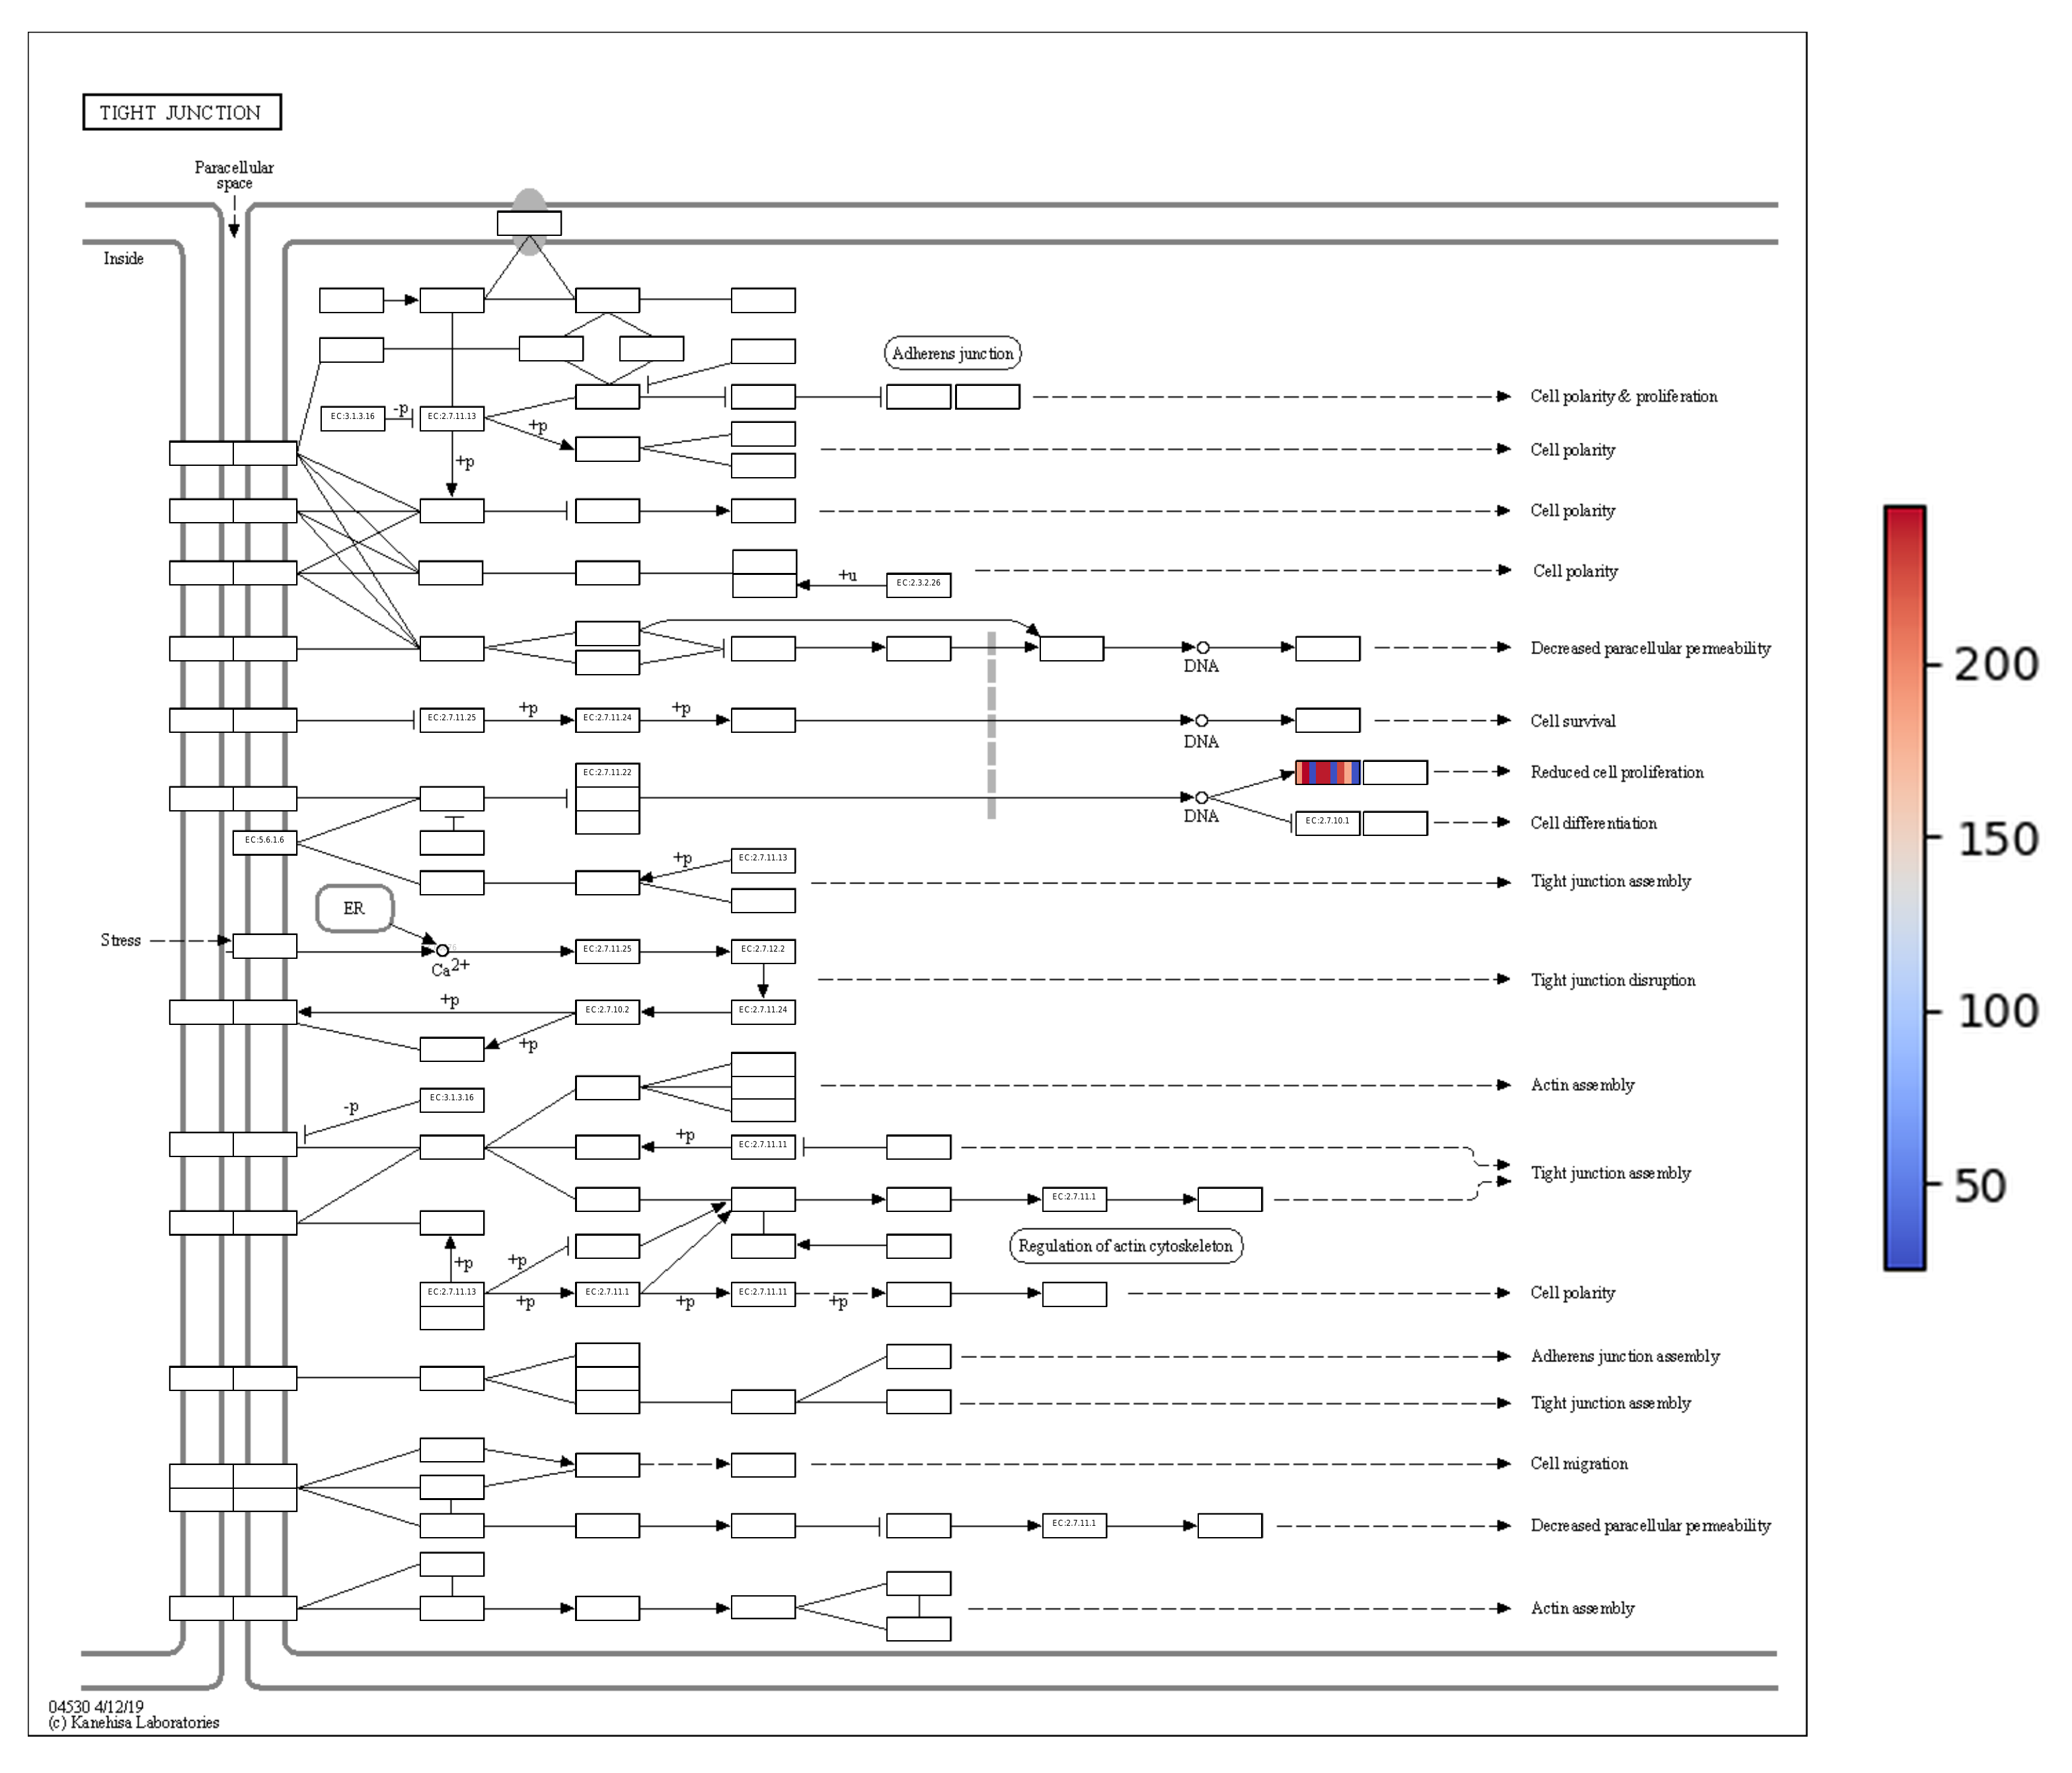 TIGHT JUNCTION
Paracellular
space
Inside
Adherens junction
Cell polarity & proliferation
EC:3.1.3.16
-p
EC:2.7.11.13
+p
Cell polarity
+p
Cell polarity
+u
EC:2.3.2.26
Cell polarity
Decreased paracellular permeability
DNA
EC:2.7.11.25
+p
EC:2.7.11.24
+p
Cell survival
DNA
EC:2.7.11.22
Reduced cell proliferation
DNA
EC:2.7.10.1
Cell differentiation
EC:5.6.1.6
+p
EC:2.7.11.13
Tight junction assembly
ER
Stress
Ca2+
EC:2.7.11.25
EC:2.7.12.2
Tight junction disruption
+p
EC:2.7.10.2
EC:2.7.11.24
+p
Actin assembly
EC:3.1.3.16
-p
+p
EC:2.7.11.11
Tight junction assembly
EC:2.7.11.1
Regulation of actin cytoskeleton
+p
+p
EC:2.7.11.13
+p
EC:2.7.11.1
+p
EC:2.7.11.11
+p
Cell polarity
Adherens junction assembly
Tight junction assembly
Cell migration
EC:2.7.11.1
Decreased paracellular permeability
Actin assembly
04530 4/12/19
(c) Kanehisa Laboratories
200
150
100
50